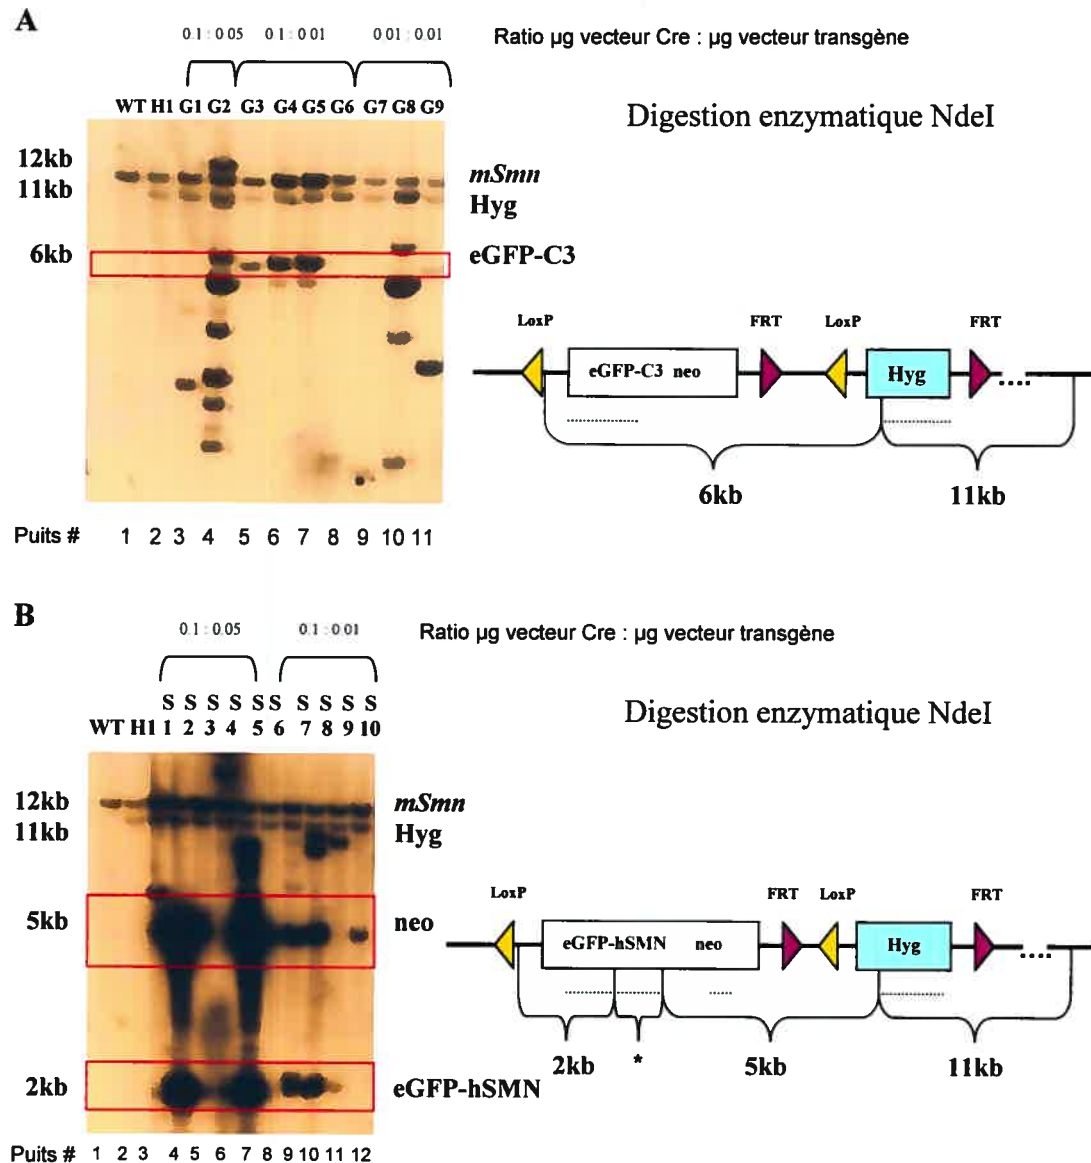 A
0.1 : 0.05 0.1 : 0.01 0.01 : 0.01 Ratio µg vecteur Cre : µg vecteur transgène
WT H1 G1 G2 G3 G4 G5 G6 G7 G8 G9
Digestion enzymatique NdeI
12kb mSmn
11kb Hyg
6kb eGFP-C3
LoxP FRT LoxP FRT
eGFP-C3 neo Hyg
6kb 11kb
Puits # 1 2 3 4 5 6 7 8 9 10 11
B
0.1 : 0.05 0.1 : 0.01 Ratio µg vecteur Cre : µg vecteur transgène
S S S S S S S S S S
WT H1 1 2 3 4 5 6 7 8 9 10
Digestion enzymatique NdeI
12kb mSmn
11kb Hyg
5kb neo
LoxP FRT LoxP FRT
eGFP-hSMN neo Hyg
2kb * 5kb 11kb
2kb eGFP-hSMN
Puits # 1 2 3 4 5 6 7 8 9 10 11 12